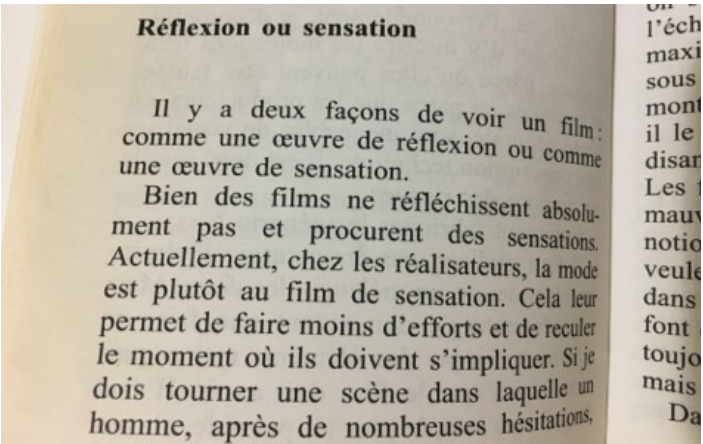 Réflexion ou sensation
Il y a deux façons de voir un film :
comme une œuvre de réflexion ou comme
une œuvre de sensation.
Bien des films ne réfléchissent absolu-
ment pas et procurent des sensations.
Actuellement, chez les réalisateurs, la mode
est plutôt au film de sensation. Cela leur
permet de faire moins d’efforts et de reculer
le moment où ils doivent s’impliquer. Si je
dois tourner une scène dans laquelle un
homme, après de nombreuses hésitations,
l’éch
maxi
sous
mont
il le
disan
Les
mauv
notio
veule
dans
font
toujo
mais
Da